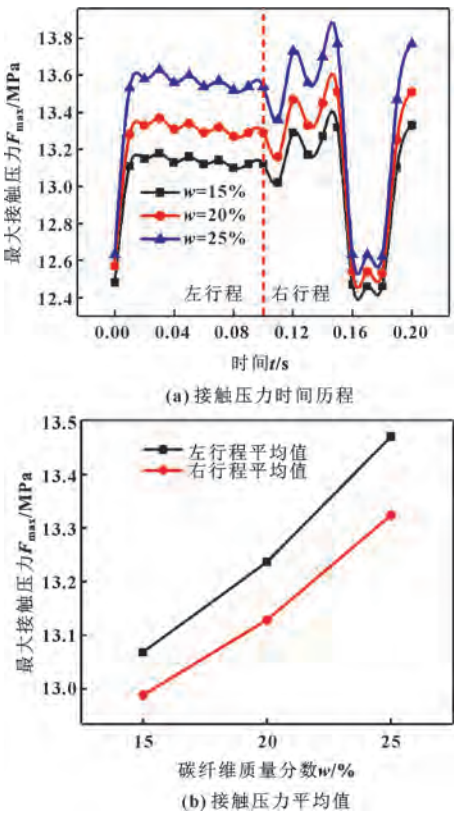 13.8
13.6
13.4
13.2
13.0
12.8
12.6
12.4
最大接触压力Fmax/MPa
w=15%
w=20%
w=25%
左行程
右行程
0.00 0.04 0.08 0.12 0.16 0.20
时间t/s
(a) 接触压力时间历程
13.5
13.4
13.3
13.2
13.1
13.0
最大接触压力Fmax/MPa
左行程平均值
右行程平均值
15 20 25
碳纤维质量分数w/%
(b) 接触压力平均值